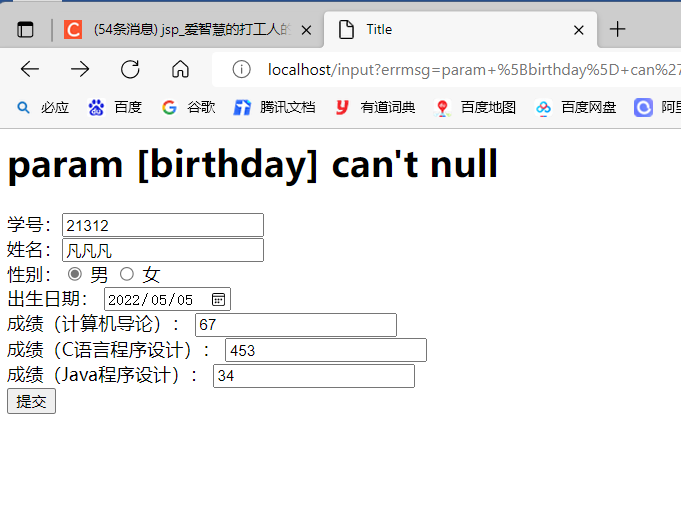 (54条消息) jsp_爱智慧的打工人的
Title
localhost/input?errmsg=param+%5Bbirthday%5D+can%27
必应 百度 谷歌 腾讯文档 有道词典 百度地图 百度网盘 阿里
param [birthday] can't null
学号： 21312
姓名： 凡凡凡
性别： 男 女
出生日期： 2022/05/05
成绩（计算机导论）： 67
成绩（C语言程序设计）： 453
成绩（Java程序设计）： 34
提交